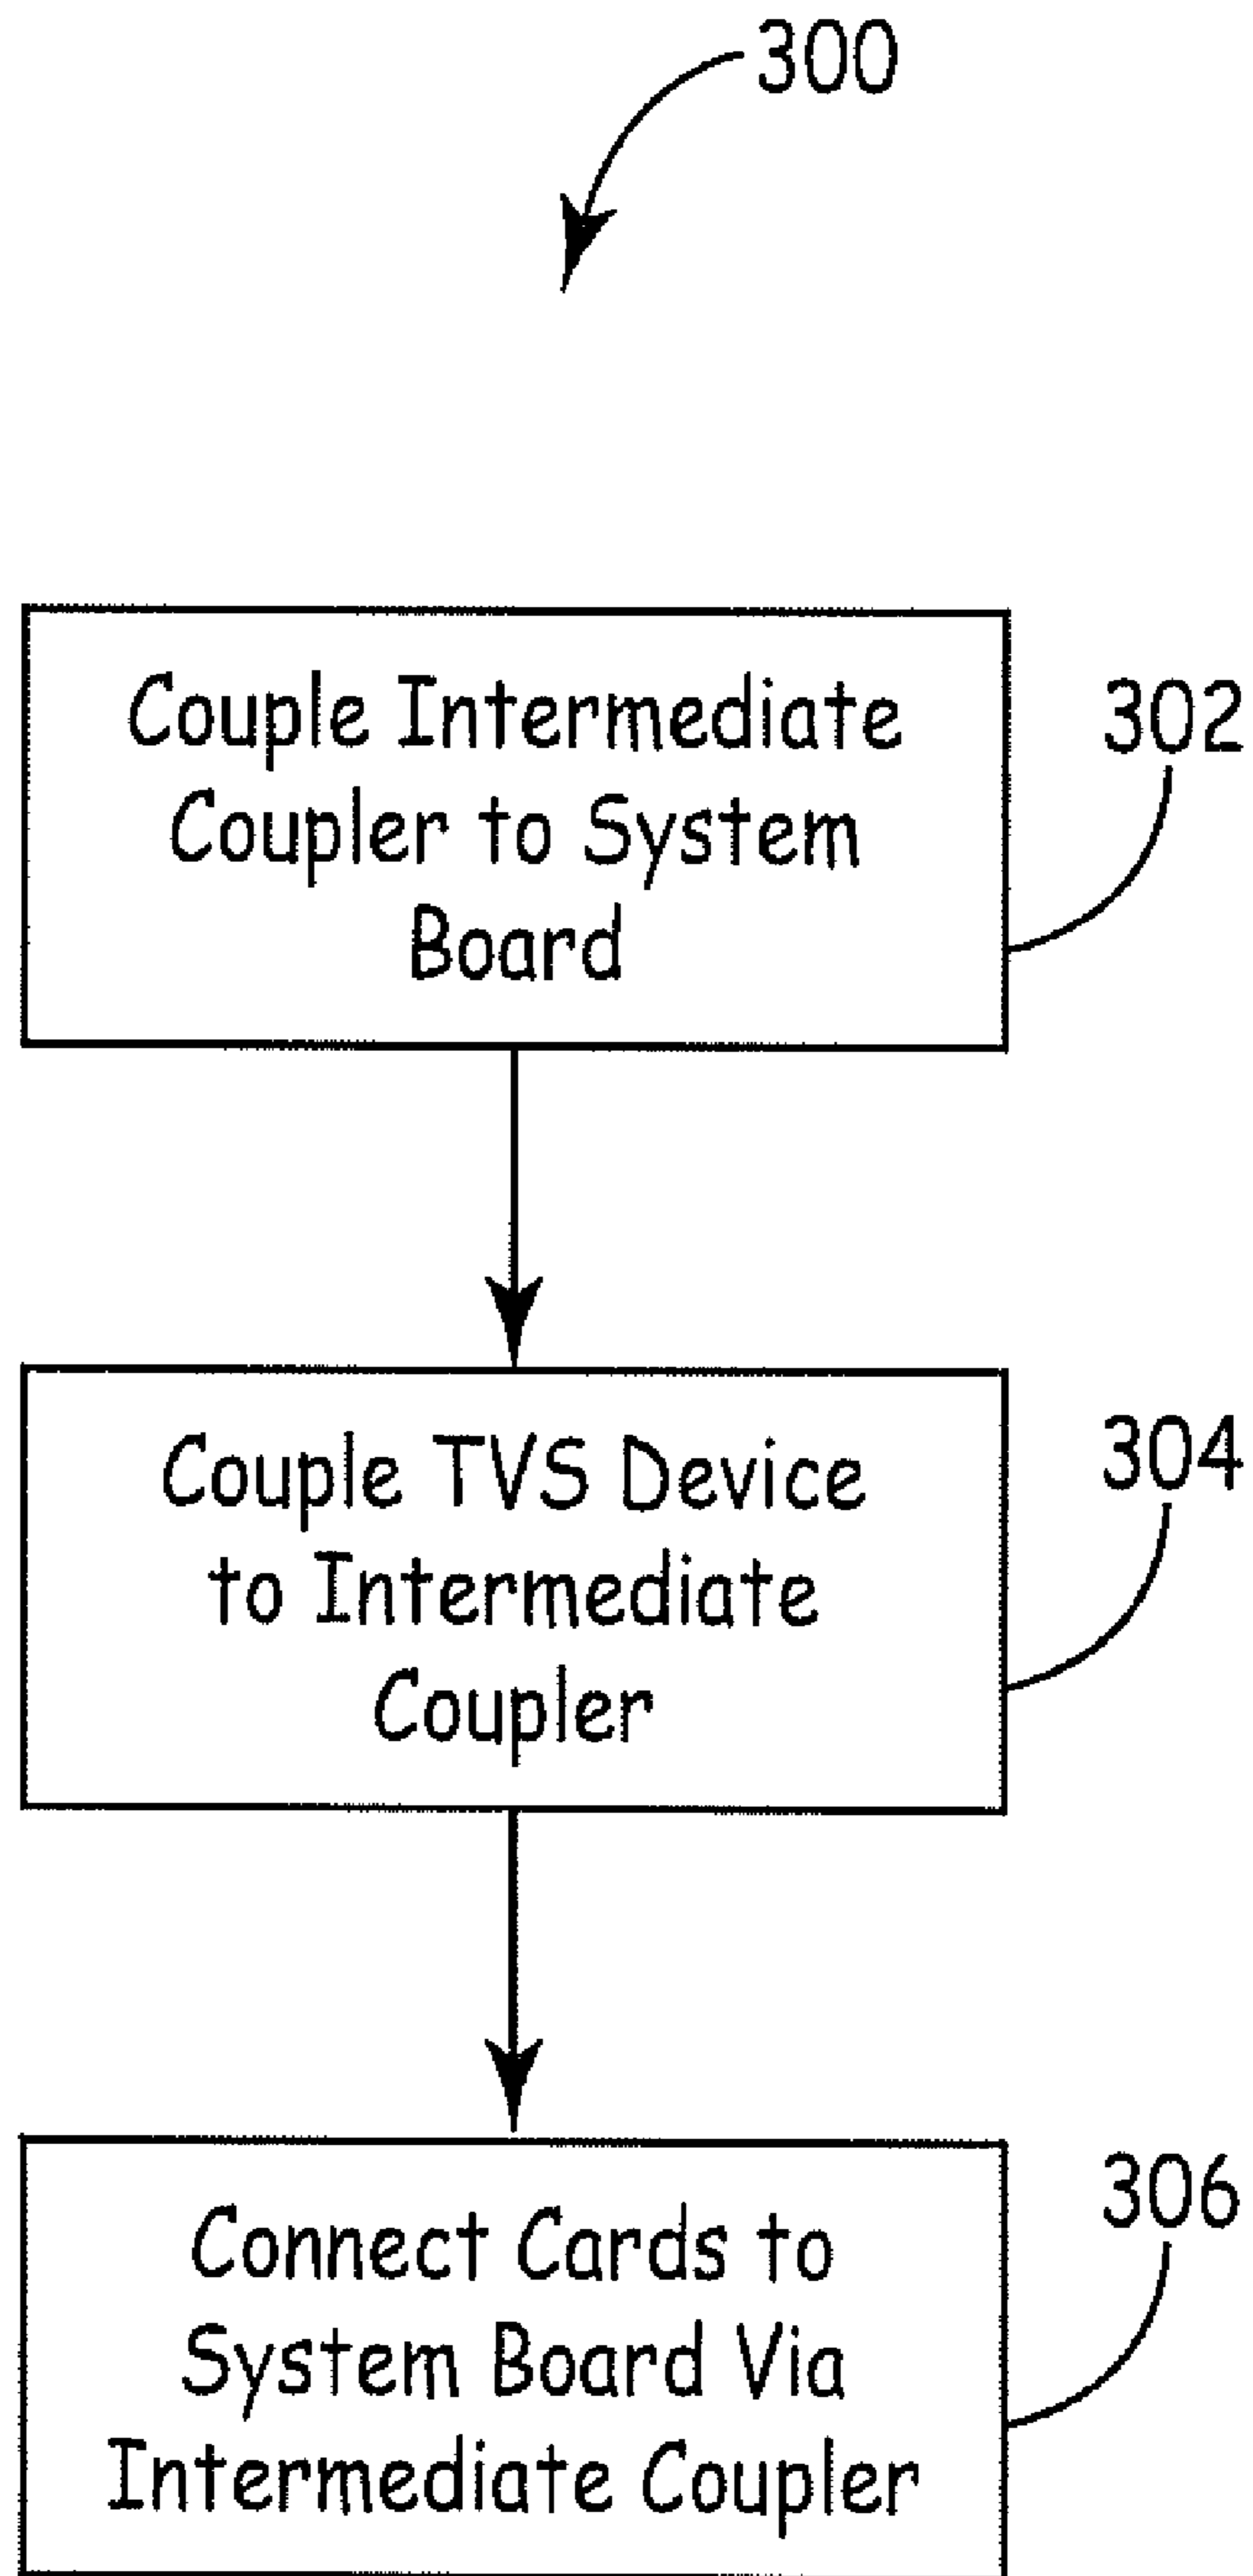 300
Couple Intermediate
Coupler to System
Board
302
Couple TVS Device
to Intermediate
Coupler
304
Connect Cards to
System Board Via
Intermediate Coupler
306